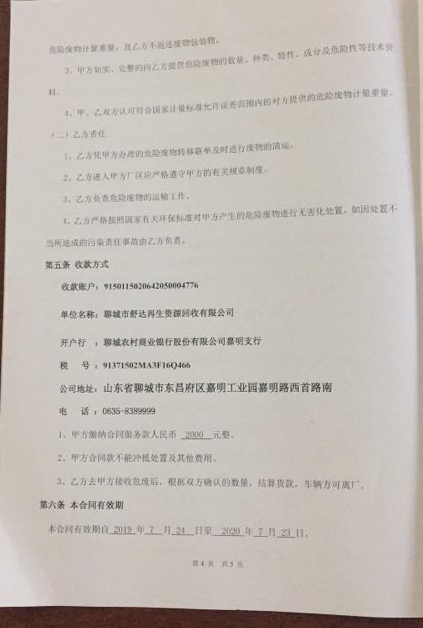 危险废物计算重量，且乙方不返还废物包装物。
3、甲方如实、完整的向乙方提供危险废物的数量、种类、特性、成分及危险性等技术资
料。
4、甲、乙双方认可符合国家计量标准允许误差范围内的对方提供的危险废物计量重量。
（二）乙方责任
1、乙方凭甲方办理的危险废物转移联单及时进行废物的清运。
2、乙方进入甲方厂区应严格遵守甲方的有关规章制度。
3、乙方负责危险废物的运输工作。
4、乙方严格按照国家有关环保标准对甲方产生的危险废物进行无害化处置，如因处置不
当所造成的污染责任事故由乙方负责。
第五条 收款方式
收款账户：9150115020642050004776
单位名称：聊城市舒达再生资源回收有限公司
开户行 ：聊城农村商业银行股份有限公司嘉明支行
税 号 ：91371502MA3F16Q466
公司地址：山东省聊城市东昌府区嘉明工业园嘉明路西首路南
电 话 ：0635-8389999
1、甲方缴纳合同服务款人民币 2000 元整。
2、甲方合同款不能冲抵处置及其他费用。
3、乙方去甲方接收危废后、根据双方确认的数量，结算货款，车辆方可离厂。
第六条 本合同有效期
本合同有效期自 2019 年 7 月 24 日至 2020 年 7 月 23 日。
第 4 页 共 5 页